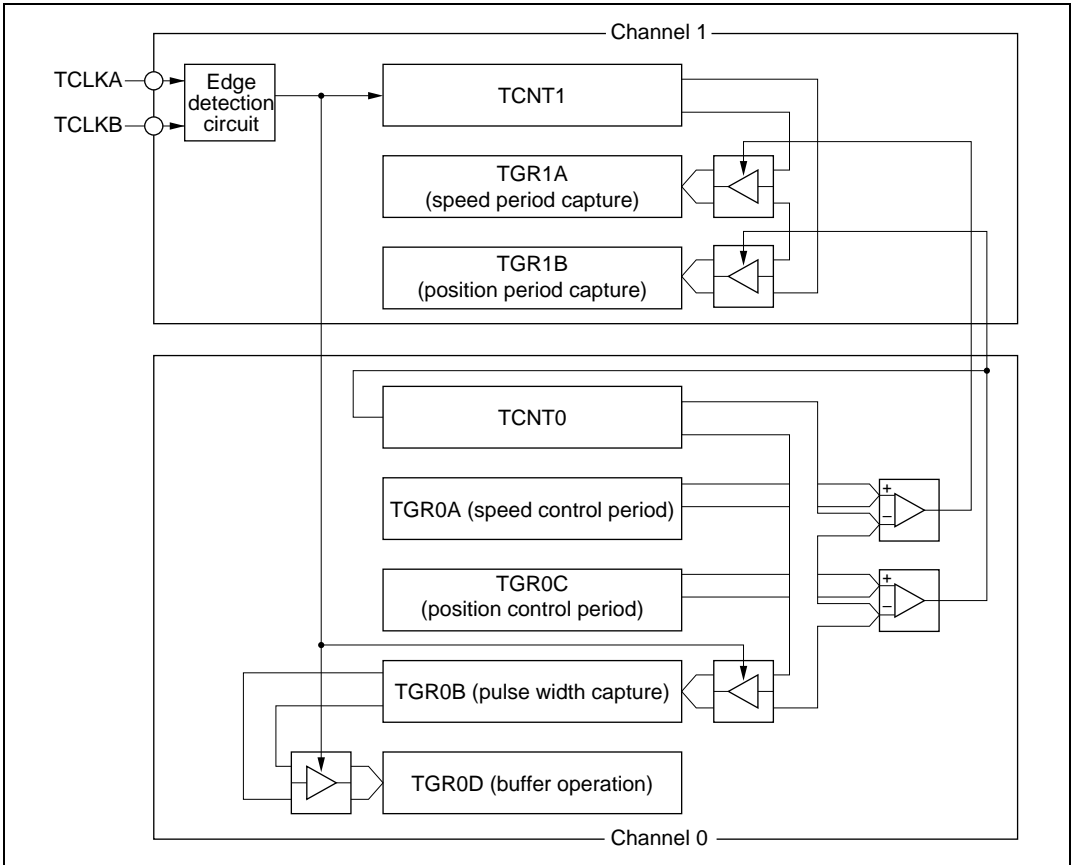 Channel 1
TCLKA
TCLKB
Edge
detection
circuit
TCNT1
TGR1A
(speed period capture)
TGR1B
(position period capture)
TCNT0
TGR0A (speed control period)
+
−
TGR0C
(position control period)
+
−
TGR0B (pulse width capture)
TGR0D (buffer operation)
Channel 0